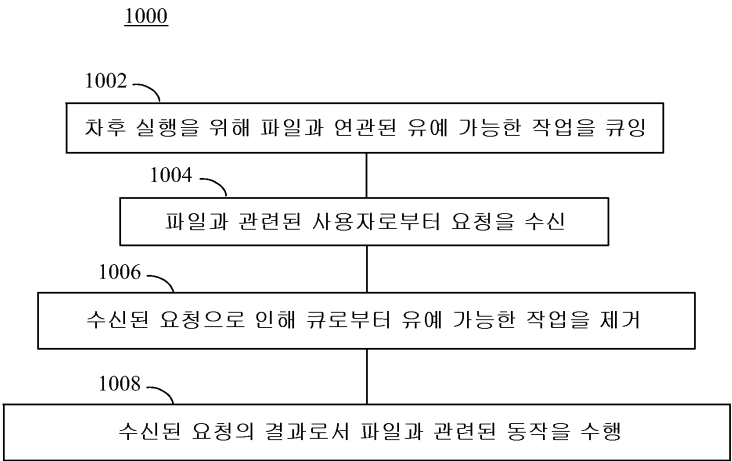 1000
1002
차후 실행을 위해 파일과 연관된 유예 가능한 작업을 큐잉
1004
파일과 관련된 사용자로부터 요청을 수신
1006
수신된 요청으로 인해 큐로부터 유예 가능한 작업을 제거
1008
수신된 요청의 결과로서 파일과 관련된 동작을 수행